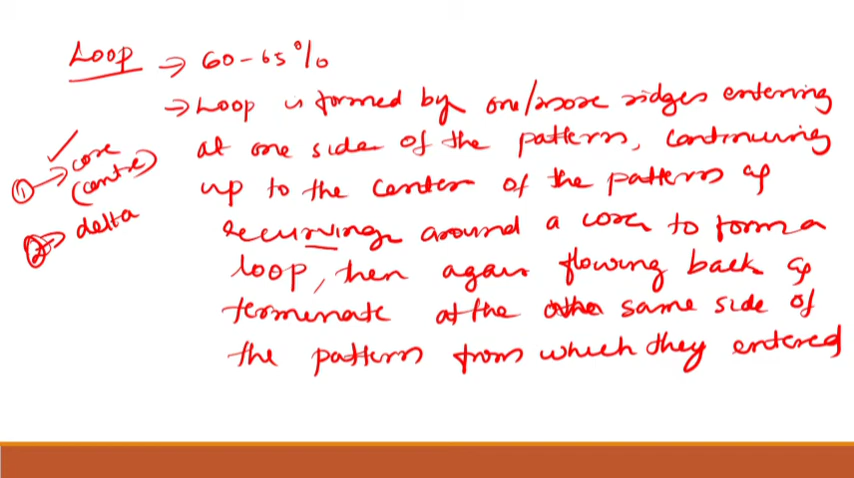 Loop → 60-65%
→ Loop is formed by one/more ridges entering
at one side of the pattern, continuing
up to the center of the pattern &
recurving around a core to form a
loop, then again flowing back &
terminate at the same side of
the pattern from which they entered
✓
① → core
(centre)
② → delta